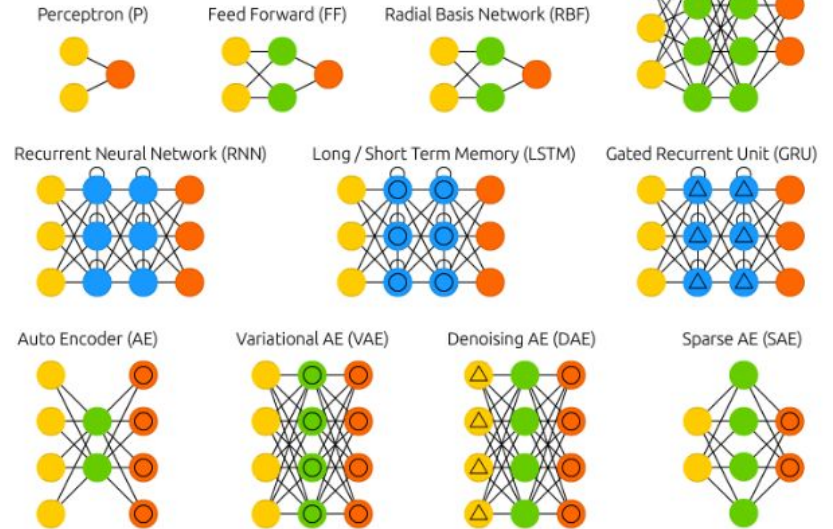 Perceptron (P)
Feed Forward (FF)
Radial Basis Network (RBF)
Recurrent Neural Network (RNN)
Long / Short Term Memory (LSTM)
Gated Recurrent Unit (GRU)
Auto Encoder (AE)
Variational AE (VAE)
Denoising AE (DAE)
Sparse AE (SAE)